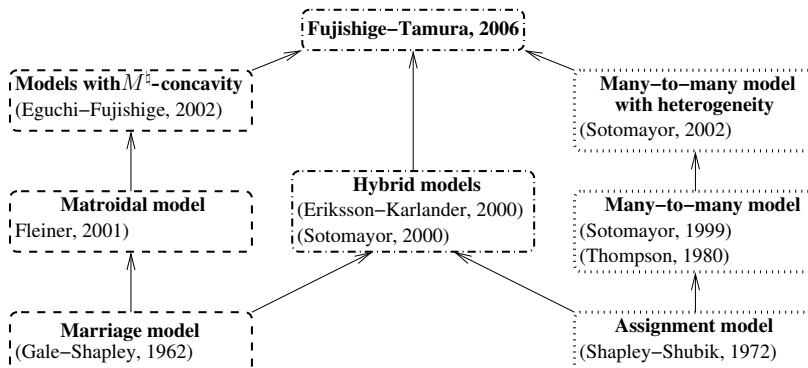 Fujishige–Tamura, 2006
Models with M♮-concavity
(Eguchi–Fujishige, 2002)
Many–to–many model
with heterogeneity
(Sotomayor, 2002)
Matroidal model
Fleiner, 2001)
Hybrid models
(Eriksson–Karlander, 2000)
(Sotomayor, 2000)
Many–to–many model
(Sotomayor, 1999)
(Thompson, 1980)
Marriage model
(Gale–Shapley, 1962)
Assignment model
(Shapley–Shubik, 1972)